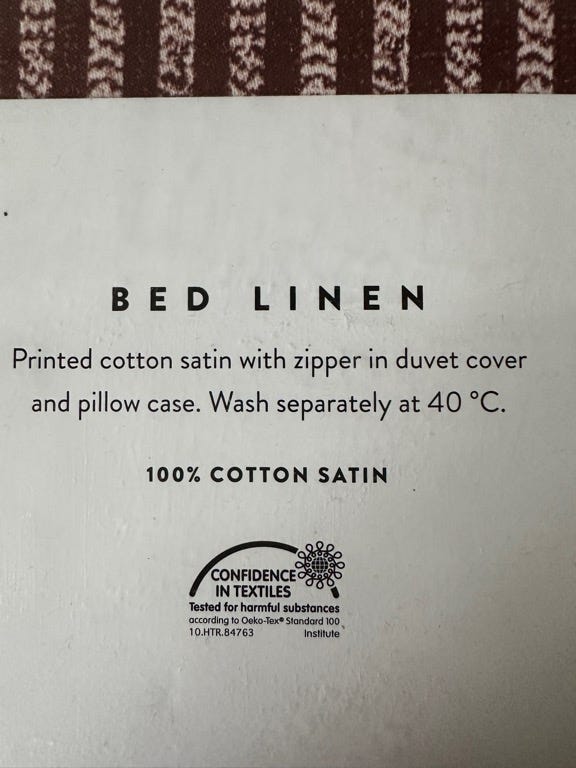 BED LINEN
Printed cotton satin with zipper in duvet cover
and pillow case. Wash separately at 40 °C.
100% COTTON SATIN
CONFIDENCE
IN TEXTILES
Tested for harmful substances
according to Oeko-Tex® Standard 100
10.HTR.84763 Institute